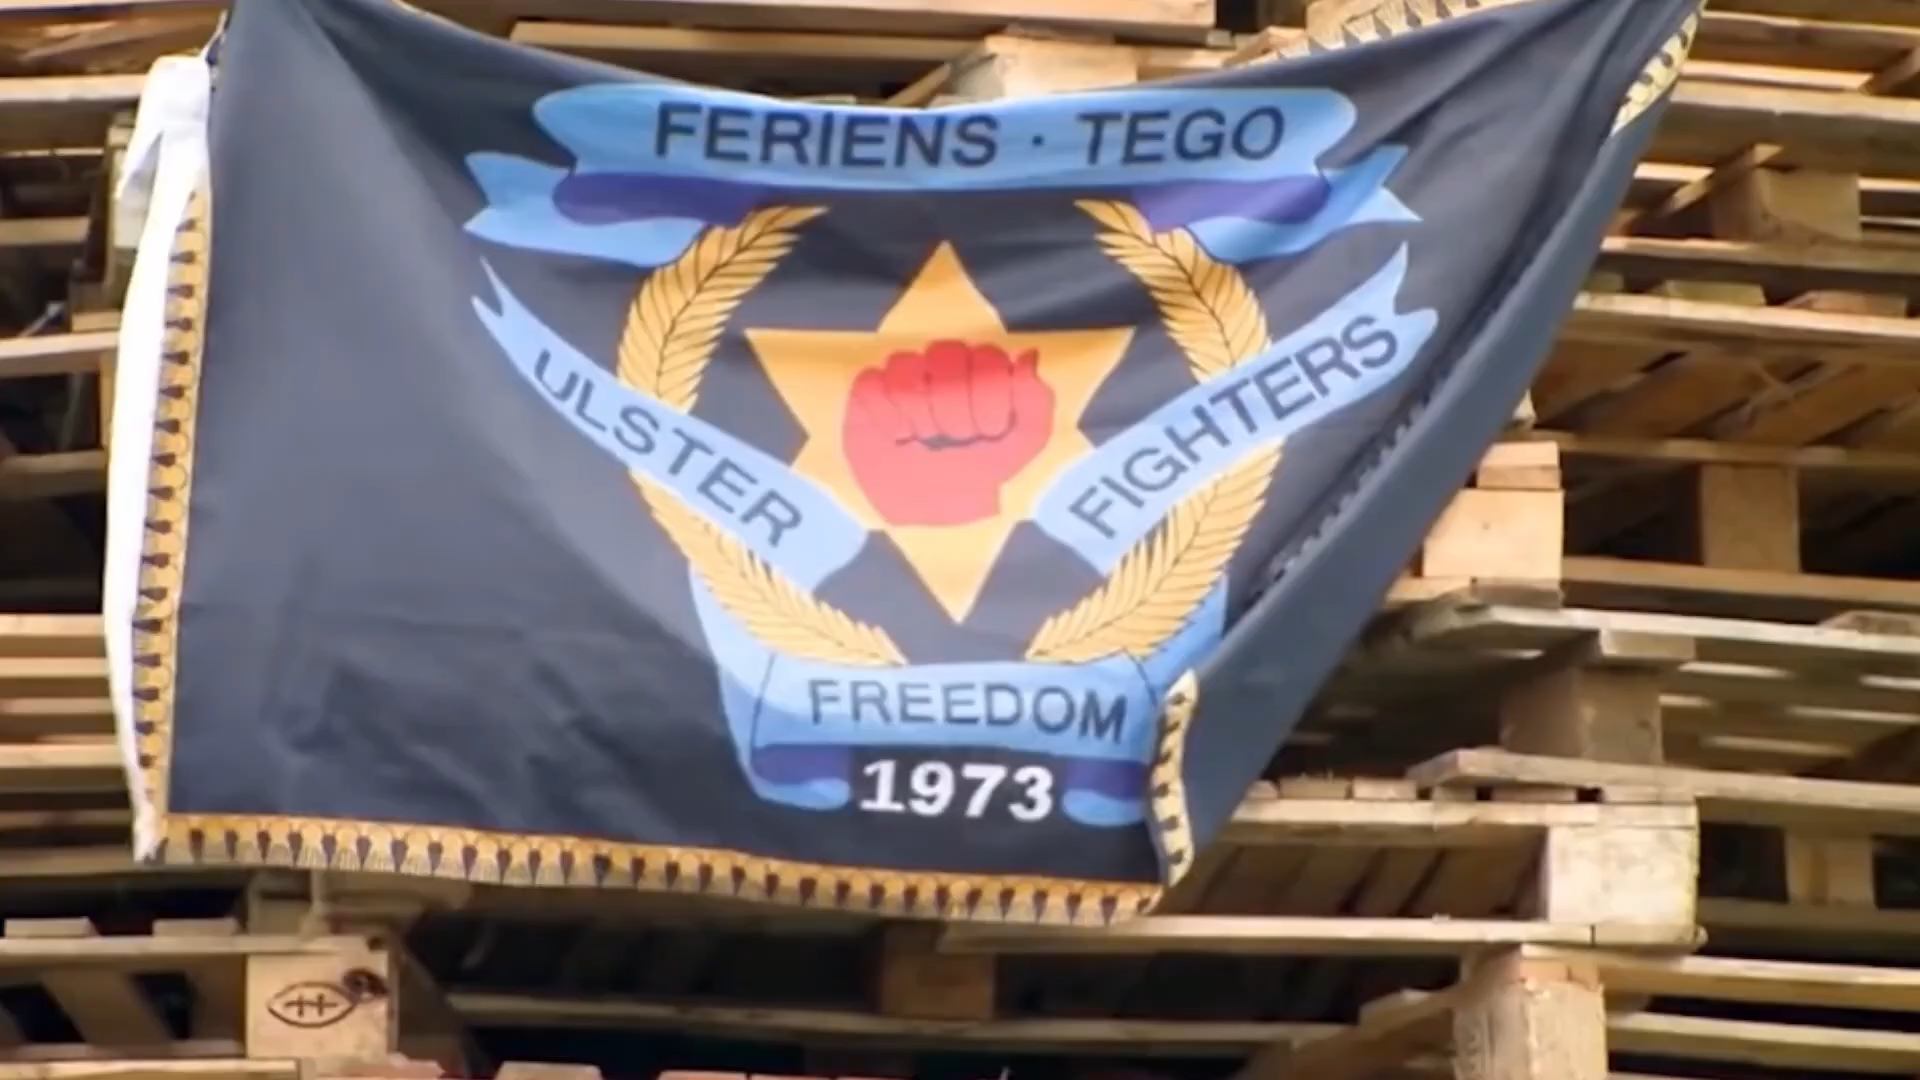 FERIENS · TEGO
ULSTER
FIGHTERS
FREEDOM
1973
H